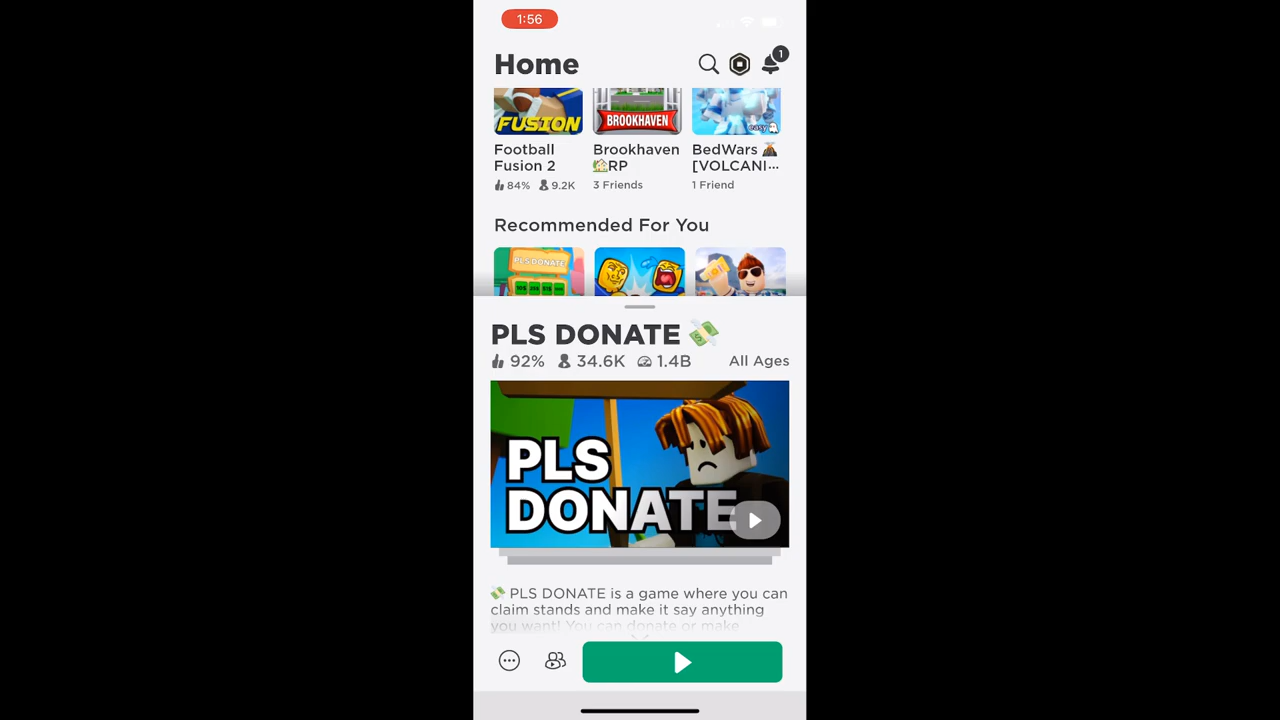 1:56
Home
1
FUSION
BROOKHAVEN
easy
Football
Fusion 2
84% 9.2K
Brookhaven
🏡RP
3 Friends
BedWars 🌋
[VOLCANI...
1 Friend
Recommended For You
PLS DONATE
PLS DONATE 💸
92% 34.6K 1.4B All Ages
PLS
DONATE
💸 PLS DONATE is a game where you can
claim stands and make it say anything
you want! You can donate or make